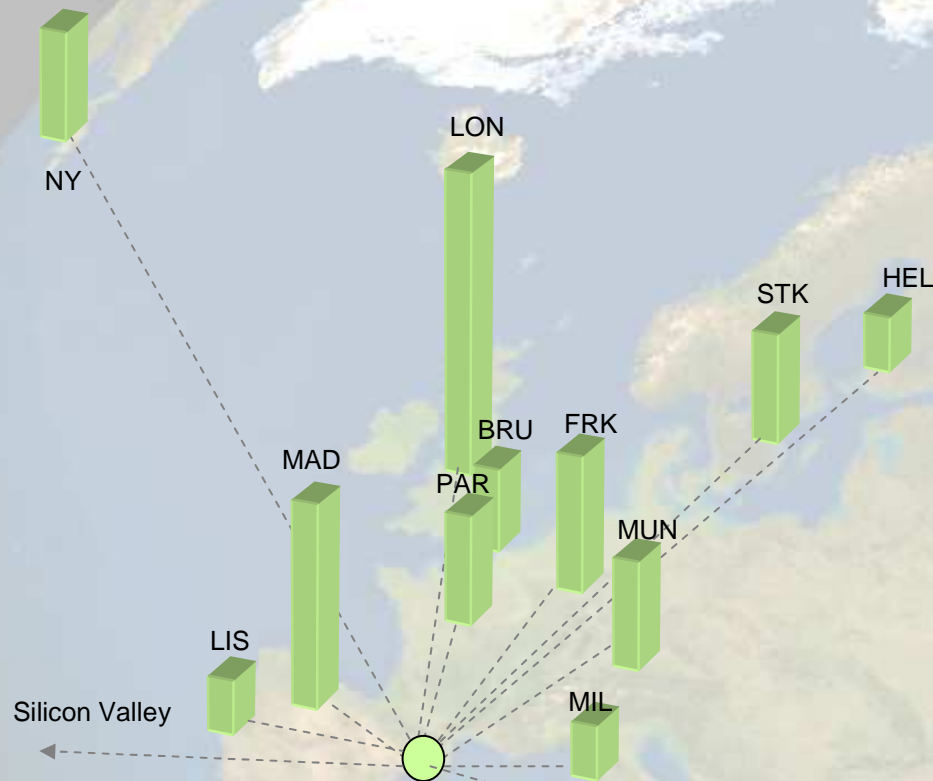 LON
NY
HEL
STK
FRK
BRU
MAD
PAR
MUN
LIS
MIL
Silicon Valley